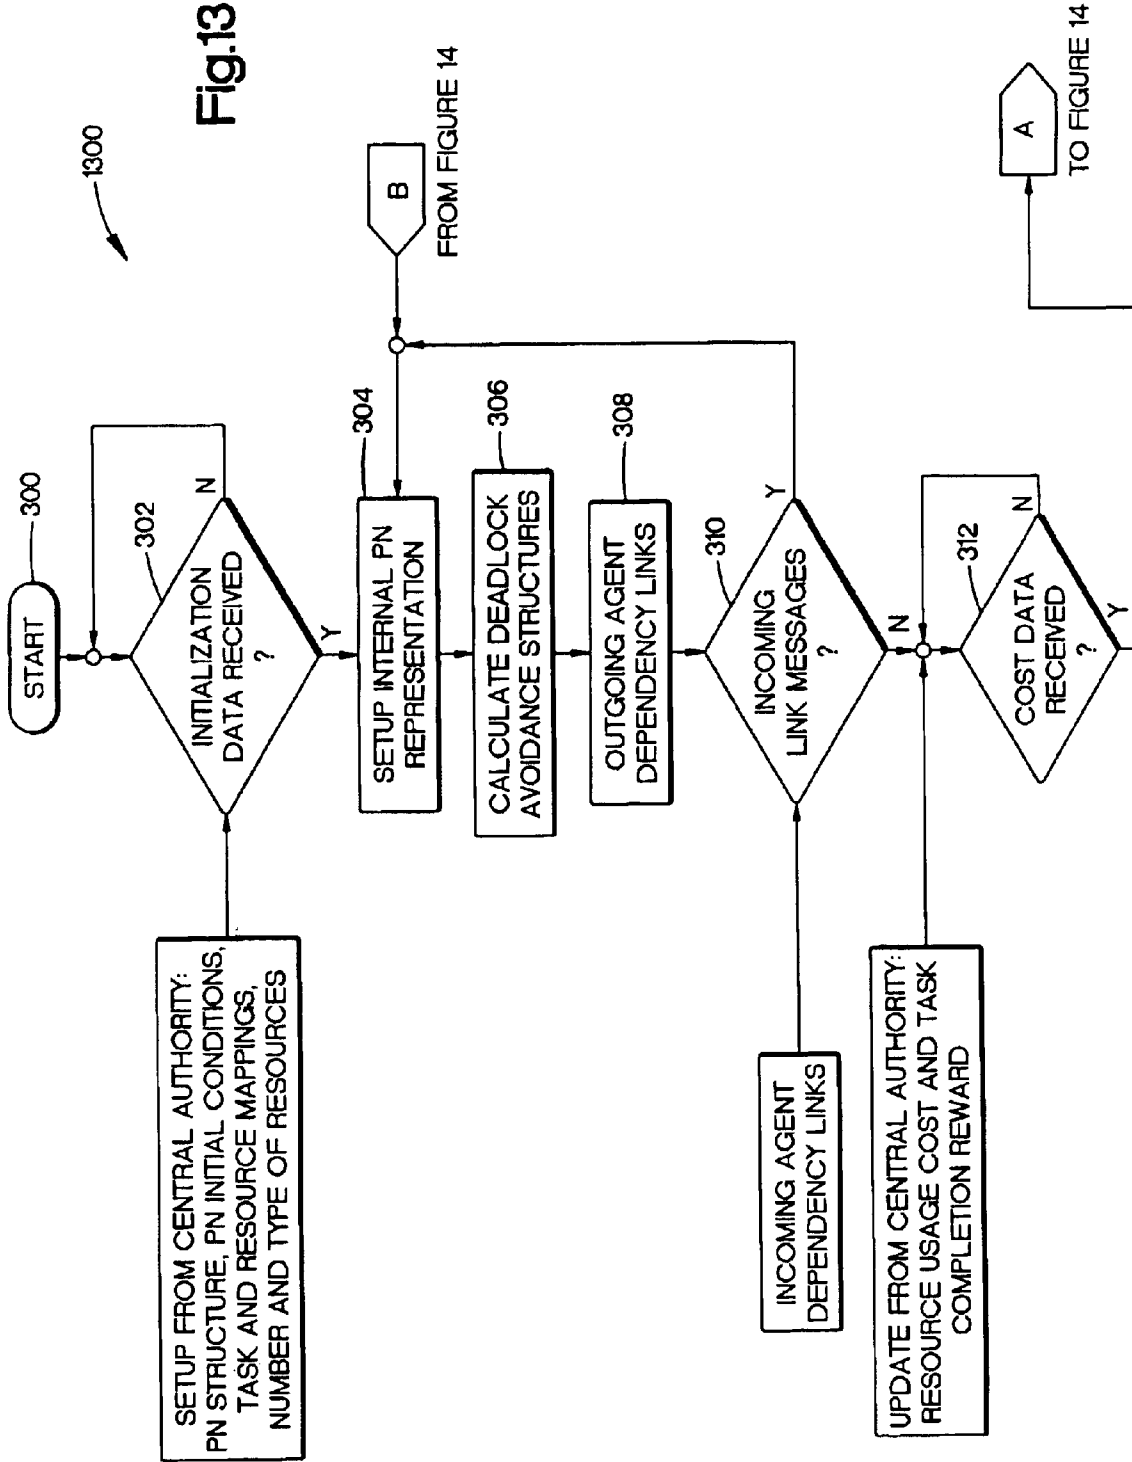 Fig.13
1300
START
300
302
INITIALIZATION
DATA RECEIVED
?
N
Y
SETUP FROM CENTRAL AUTHORITY:
PN STRUCTURE, PN INITIAL CONDITIONS,
TASK AND RESOURCE MAPPINGS,
NUMBER AND TYPE OF RESOURCES
304
SETUP INTERNAL PN
REPRESENTATION
B
FROM FIGURE 14
306
CALCULATE DEADLOCK
AVOIDANCE STRUCTURES
308
OUTGOING AGENT
DEPENDENCY LINKS
310
INCOMING
LINK MESSAGES
?
Y
N
INCOMING AGENT
DEPENDENCY LINKS
UPDATE FROM CENTRAL AUTHORITY:
RESOURCE USAGE COST AND TASK
COMPLETION REWARD
312
COST DATA
RECEIVED
?
N
Y
A
TO FIGURE 14